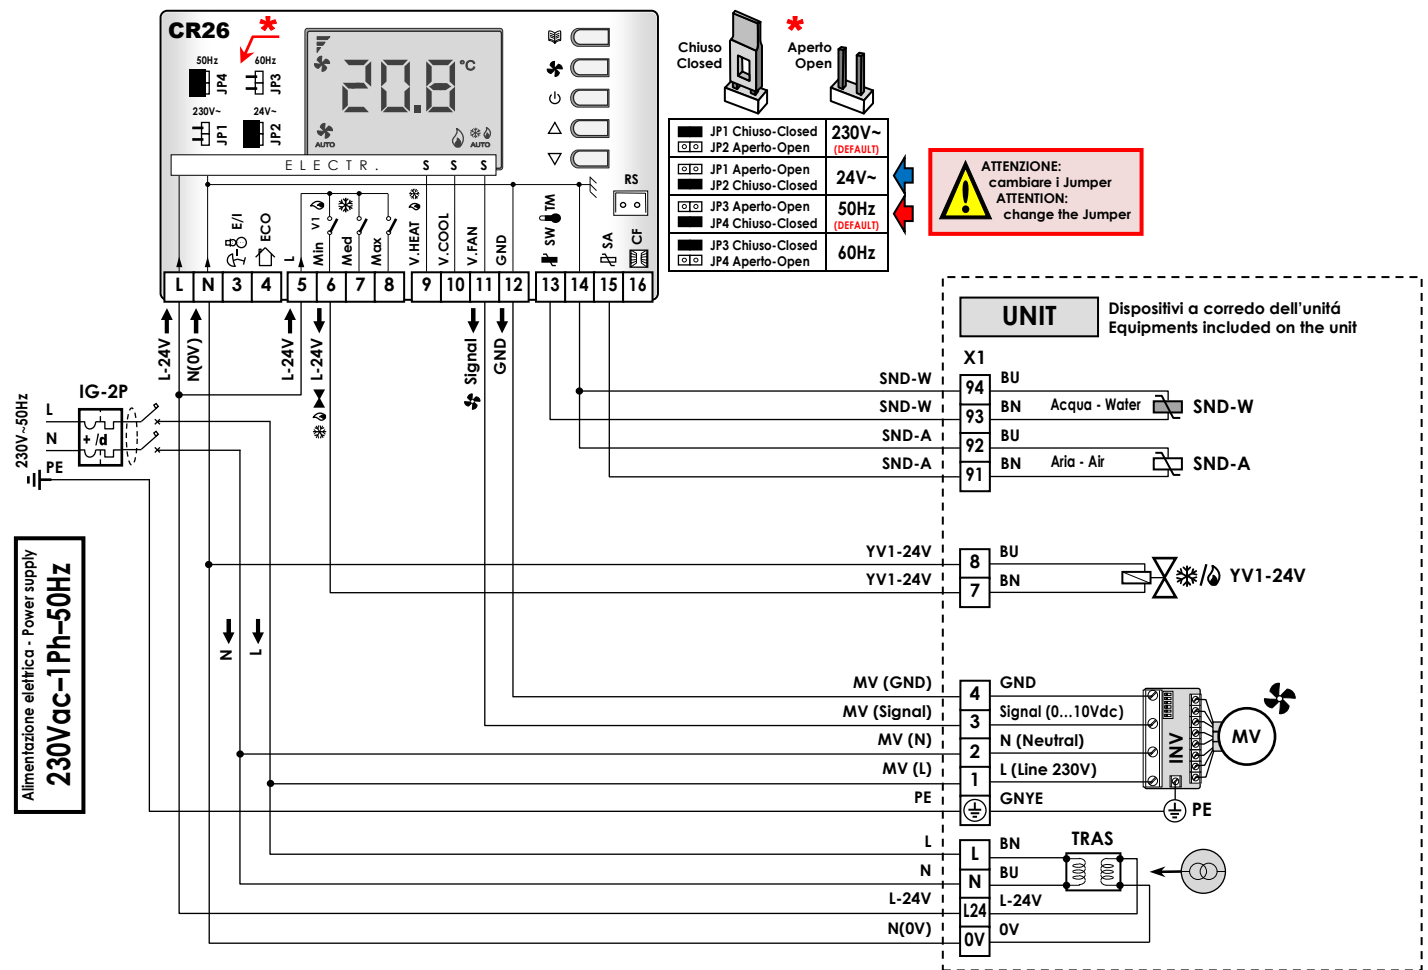 CR26
*
50Hz
JP4
60Hz
JP3
230V~
JP1
24V~
JP2
20.8 °C
AUTO
AUTO
ELECTR.
S S S
RS
L
V1
Min
Med
Max
E/I
ECO
V.HEAT
V.COOL
V.FAN
GND
SW
TM
SA
CF
L N 3 4 5 6 7 8 9 10 11 12 13 14 15 16
Chiuso
Closed
*
Aperto
Open
JP1 Chiuso-Closed
JP2 Aperto-Open
230V~
(DEFAULT)
JP1 Aperto-Open
JP2 Chiuso-Closed
24V~
JP3 Aperto-Open
JP4 Chiuso-Closed
50Hz
(DEFAULT)
JP3 Chiuso-Closed
JP4 Aperto-Open
60Hz
ATTENZIONE:
cambiare i Jumper
ATTENTION:
change the Jumper
L-24V
N(0V)
L-24V
L-24V
Signal
GND
IG-2P
230V~50Hz
L
N
PE
+ /d
Alimentazione elettrica - Power supply
230Vac–1Ph–50Hz
N
L
UNIT
Dispositivi a corredo dell'unitá
Equipments included on the unit
X1
SND-W 94 BU
SND-W 93 BN
Acqua - Water
SND-W
SND-A 92 BU
SND-A 91 BN
Aria - Air
SND-A
YV1-24V 8 BU
YV1-24V 7 BN
/
YV1-24V
MV (GND) 4 GND
MV (Signal) 3 Signal (0...10Vdc)
MV (N) 2 N (Neutral)
MV (L) 1 L (Line 230V)
PE GNYE
INV
MV
PE
L L BN
N N BU
L-24V L24 L-24V
N(0V) 0V 0V
TRAS